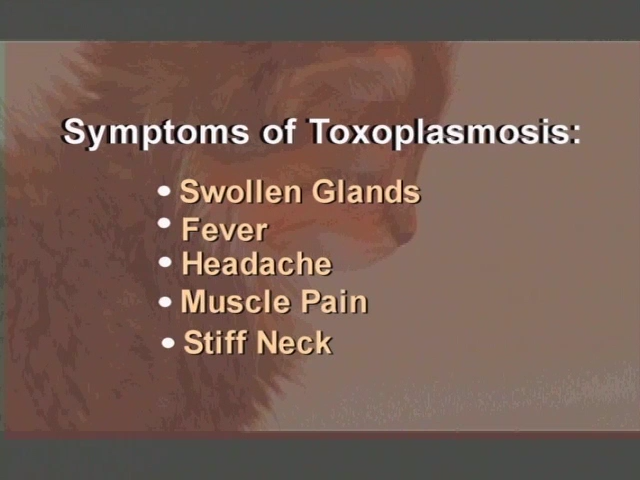 Symptoms of Toxoplasmosis:
• Swollen Glands
• Fever
• Headache
• Muscle Pain
• Stiff Neck